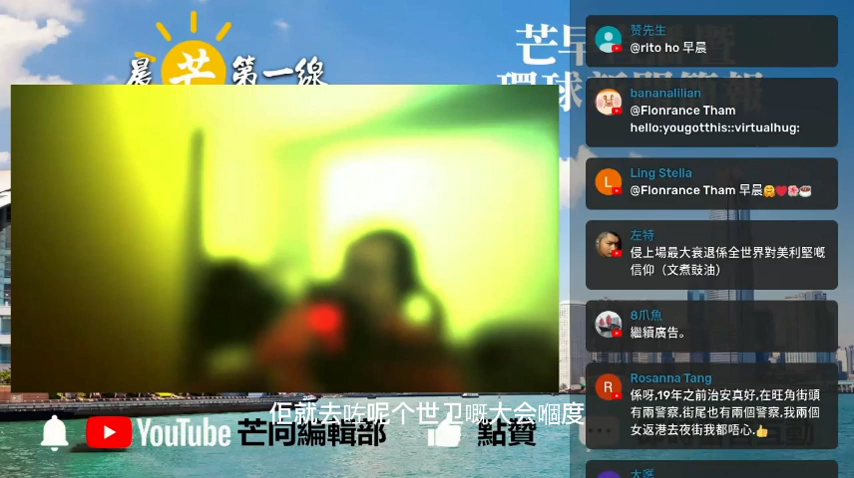 晨芒第一線
芒早
環球
赞先生
@rito ho 早晨
bananalilian
@Flonrance Tham
hello:yougotthis::virtualhug:
Ling Stella
@Flonrance Tham 早晨🤗❤️🌸☕
左特
侵上場最大衰退係全世界對美利堅嘅
信仰（文煮豉油）
8爪魚
繼續廣告。
Rosanna Tang
係呀,19年之前治安真好,在旺角街頭
有兩警察,街尾也有兩個警察,我兩個
女返港去夜街我都唔心.👍
佢就去咗呢个世卫嘅大会嗰度
YouTube 芒向編輯部 點贊